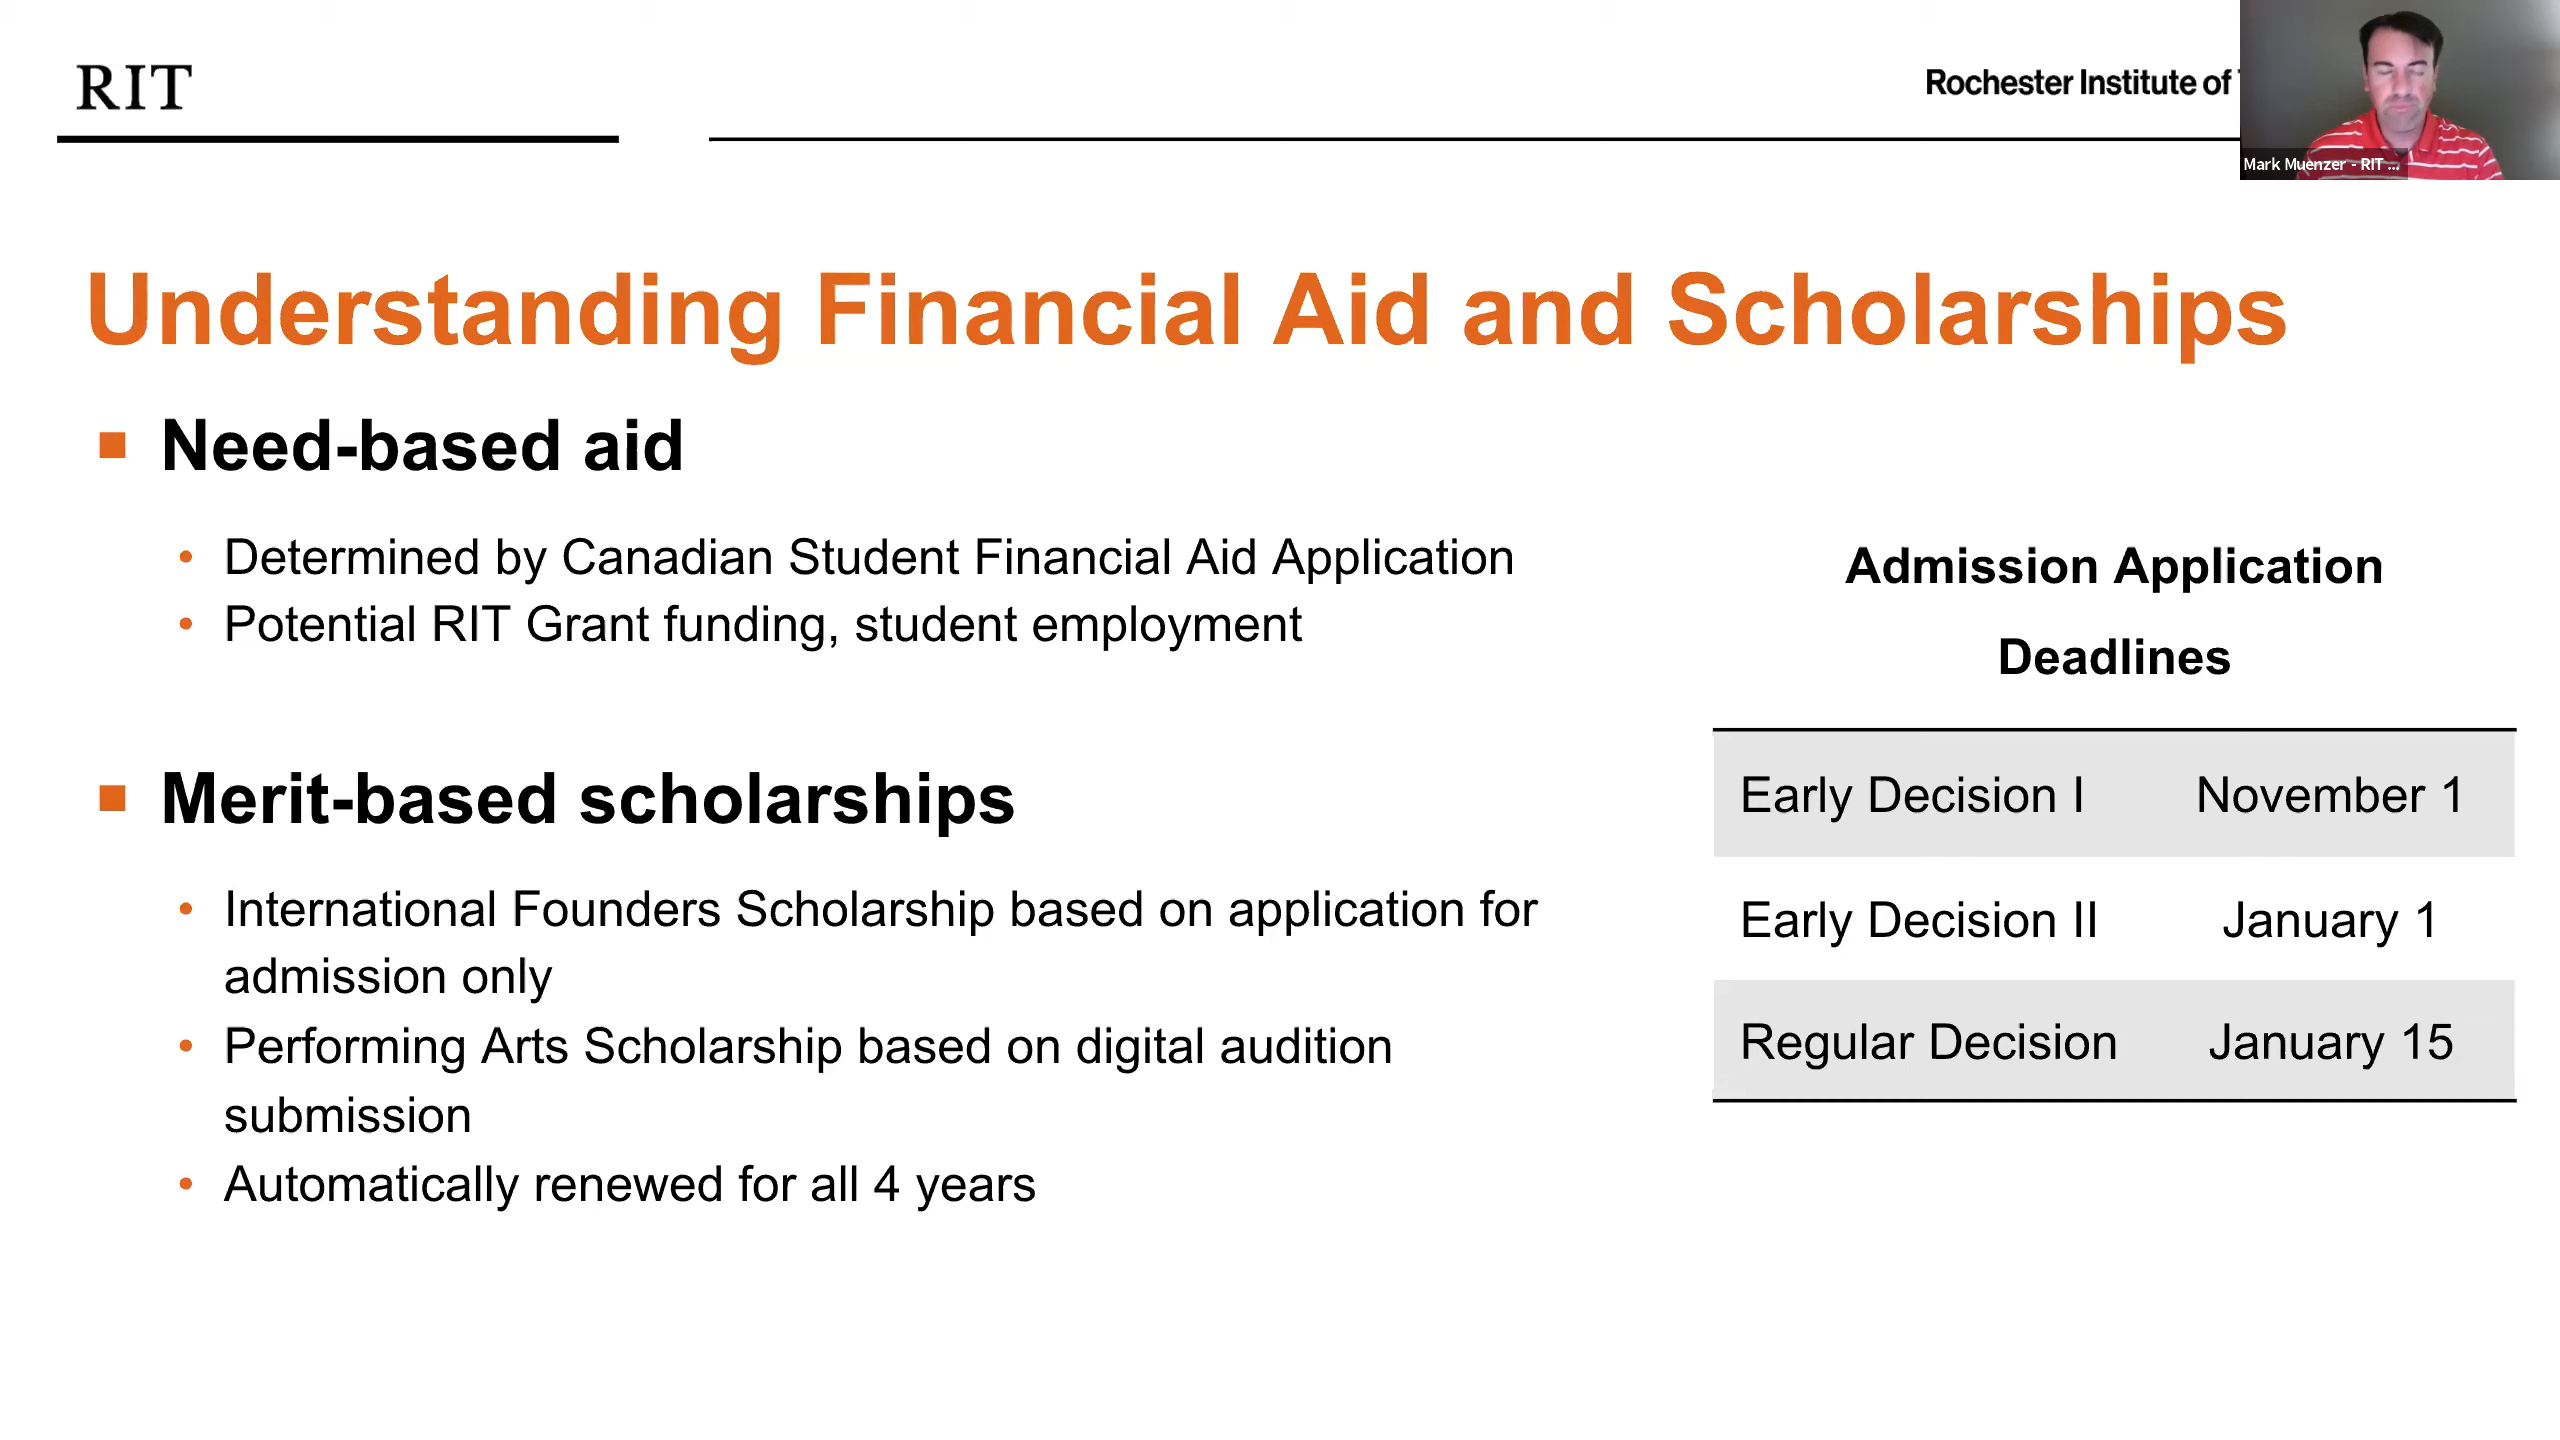 RIT
Rochester Institute of
Mark Muenzer - RIT ...
Understanding Financial Aid and Scholarships
Need-based aid
Determined by Canadian Student Financial Aid Application
Potential RIT Grant funding, student employment
Merit-based scholarships
International Founders Scholarship based on application for
admission only
Performing Arts Scholarship based on digital audition
submission
Automatically renewed for all 4 years
Admission Application
Deadlines
Early Decision I November 1
Early Decision II January 1
Regular Decision January 15